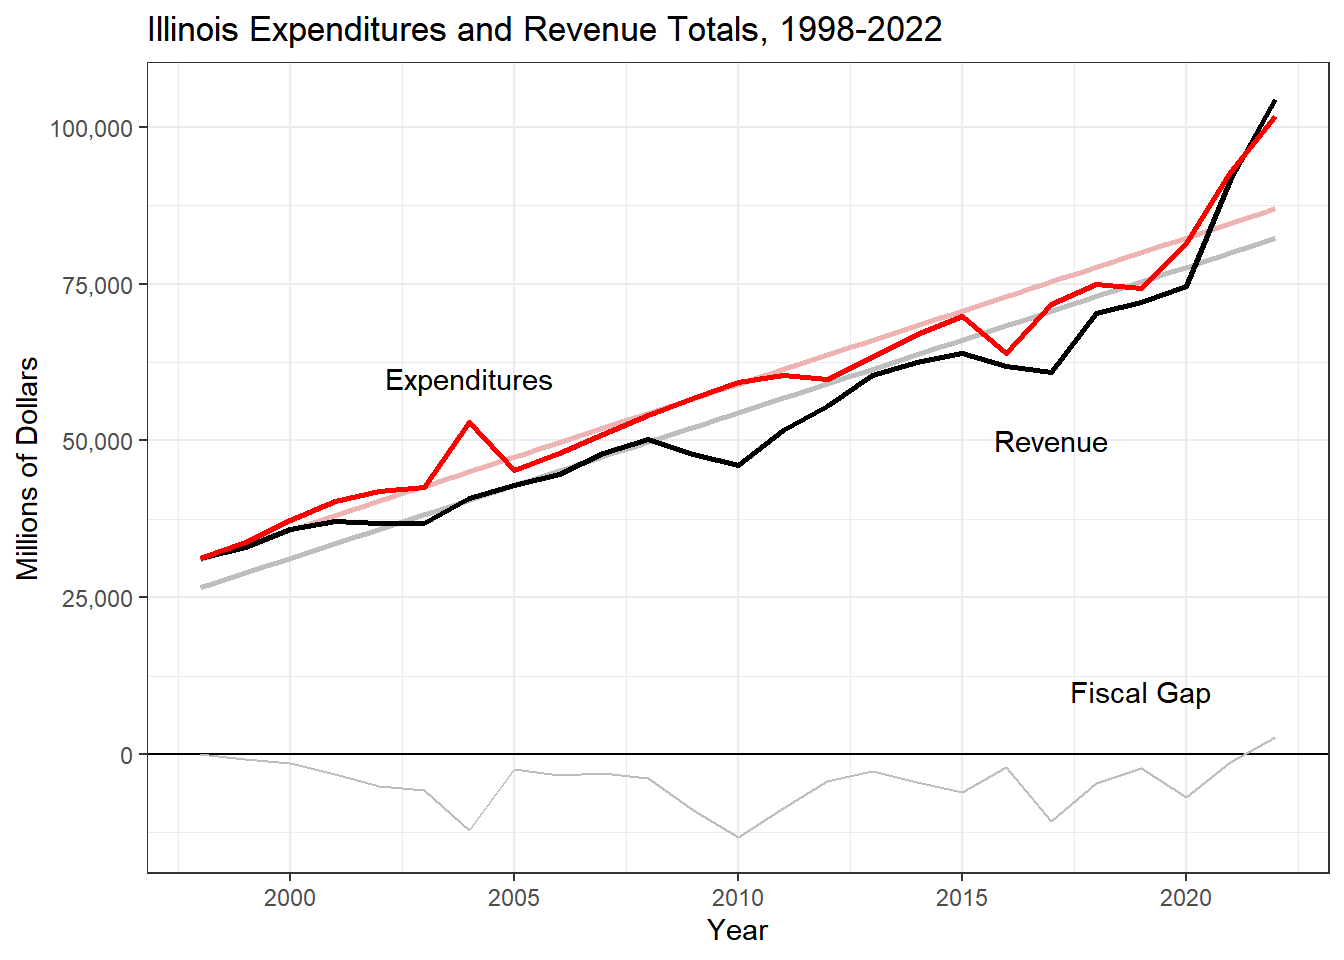 Illinois Expenditures and Revenue Totals, 1998-2022
100,000
75,000
Expenditures
50,000
Revenue
Millions of Dollars
25,000
Fiscal Gap
0
2000 2005 2010 2015 2020
Year